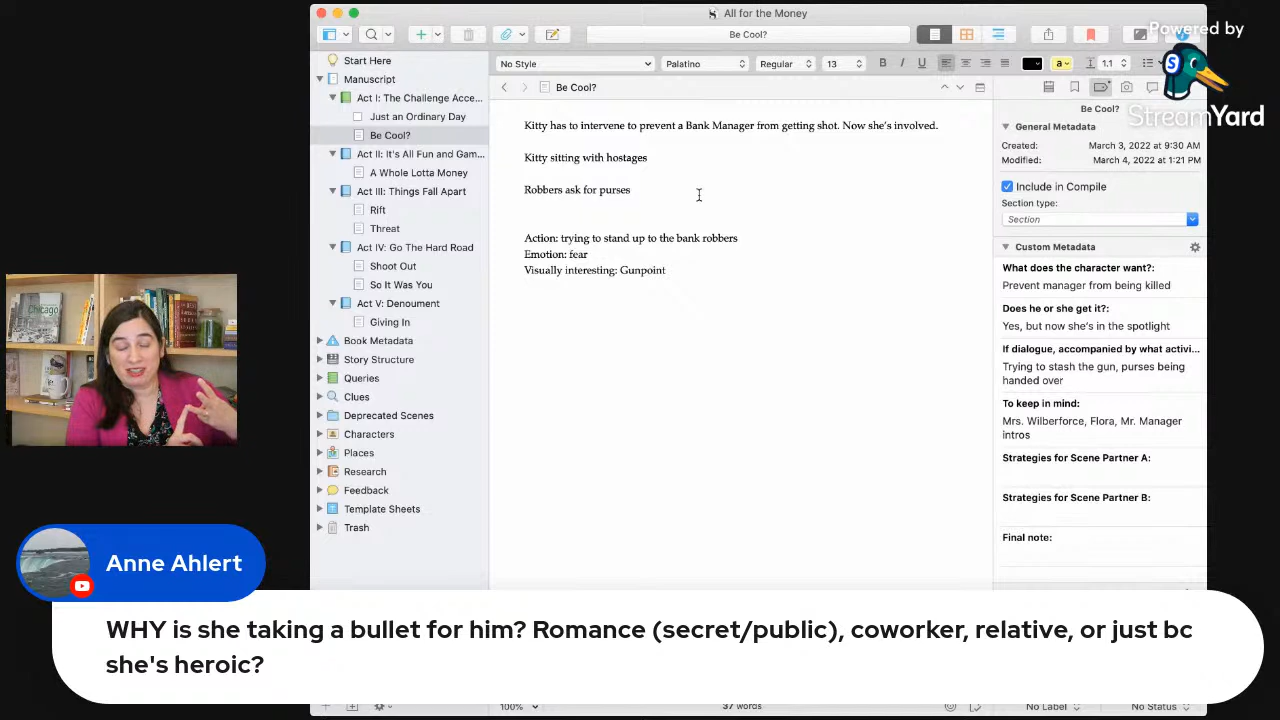 All for the Money
Be Cool?
Powered by
StreamYard
No Style
Palatino
Regular
13
B I U
a
1.1
Start Here
Manuscript
Act I: The Challenge Acce...
Just an Ordinary Day
Be Cool?
Act II: It's All Fun and Gam...
A Whole Lotta Money
Act III: Things Fall Apart
Rift
Threat
Act IV: Go The Hard Road
Shoot Out
So It Was You
Act V: Denoument
Giving In
Book Metadata
Story Structure
Queries
Clues
Deprecated Scenes
Characters
Places
Research
Feedback
Template Sheets
Trash
Be Cool?
Kitty has to intervene to prevent a Bank Manager from getting shot. Now she's involved.
Kitty sitting with hostages
Robbers ask for purses
Action: trying to stand up to the bank robbers
Emotion: fear
Visually interesting: Gunpoint
Be Cool?
General Metadata
Created: March 3, 2022 at 9:30 AM
Modified: March 4, 2022 at 1:21 PM
Include in Compile
Section type:
Section
Custom Metadata
What does the character want?:
Prevent manager from being killed
Does he or she get it?:
Yes, but now she's in the spotlight
If dialogue, accompanied by what activi...
Trying to stash the gun, purses being
handed over
To keep in mind:
Mrs. Wilberforce, Flora, Mr. Manager
intros
Strategies for Scene Partner A:
Strategies for Scene Partner B:
Final note:
Chicago
Anne Ahlert
WHY is she taking a bullet for him? Romance (secret/public), coworker, relative, or just bc
she's heroic?
100%
37 words
No Label
No Status